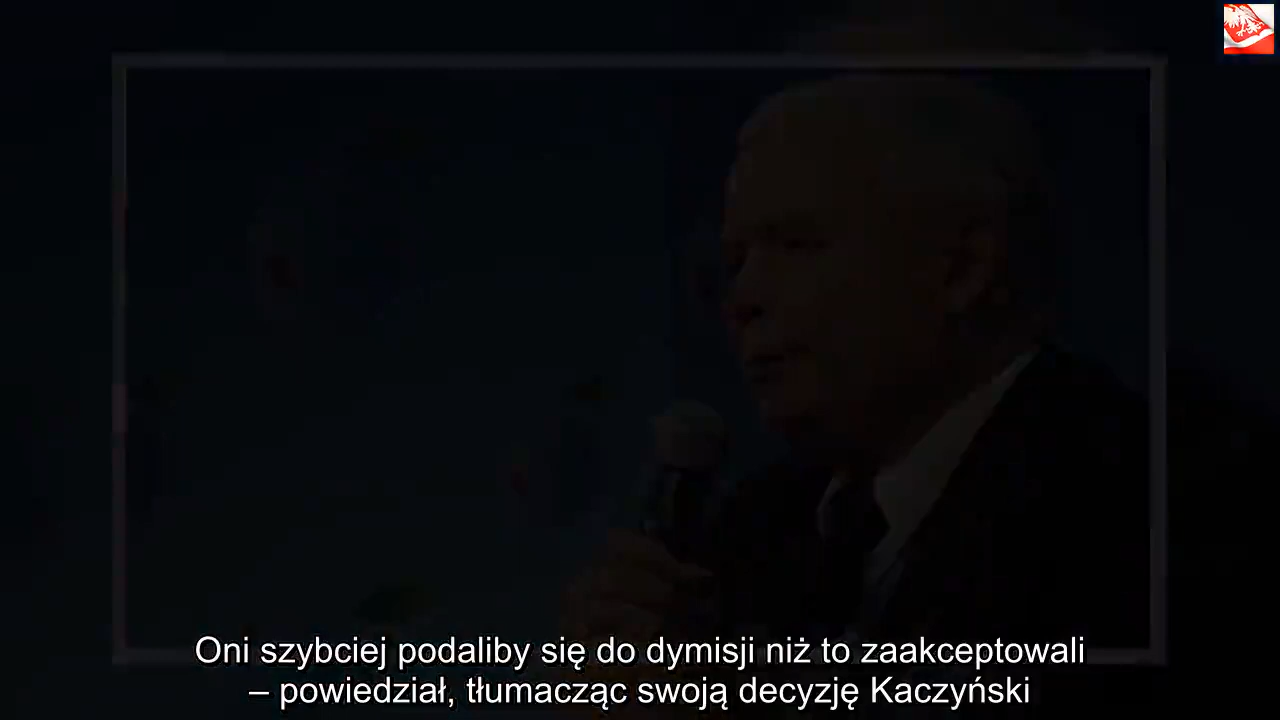 Oni szybciej podaliby się do dymisji niż to zaakceptowali
– powiedział, tłumacząc swoją decyzję Kaczyński